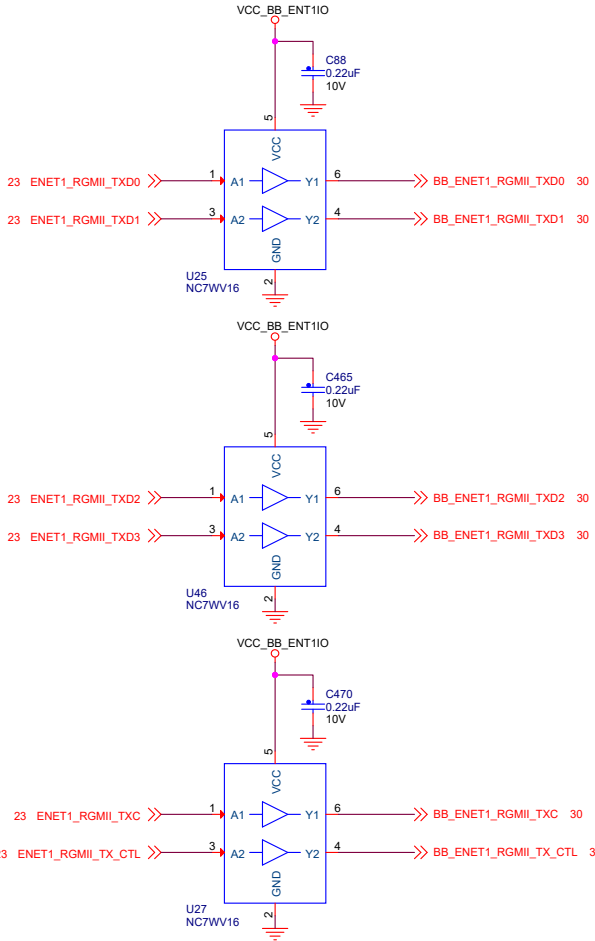 VCC_BB_ENT1IO
C88
0.22uF
10V
5
VCC
23 ENET1_RGMII_TXD0 1 A1 Y1 6 BB_ENET1_RGMII_TXD0 30
23 ENET1_RGMII_TXD1 3 A2 Y2 4 BB_ENET1_RGMII_TXD1 30
GND
U25
NC7WV16
2
VCC_BB_ENT1IO
C465
0.22uF
10V
5
VCC
23 ENET1_RGMII_TXD2 1 A1 Y1 6 BB_ENET1_RGMII_TXD2 30
23 ENET1_RGMII_TXD3 3 A2 Y2 4 BB_ENET1_RGMII_TXD3 30
GND
U46
NC7WV16
2
VCC_BB_ENT1IO
C470
0.22uF
10V
5
VCC
23 ENET1_RGMII_TXC 1 A1 Y1 6 BB_ENET1_RGMII_TXC 30
3 ENET1_RGMII_TX_CTL 3 A2 Y2 4 BB_ENET1_RGMII_TX_CTL 3
GND
U27
NC7WV16
2